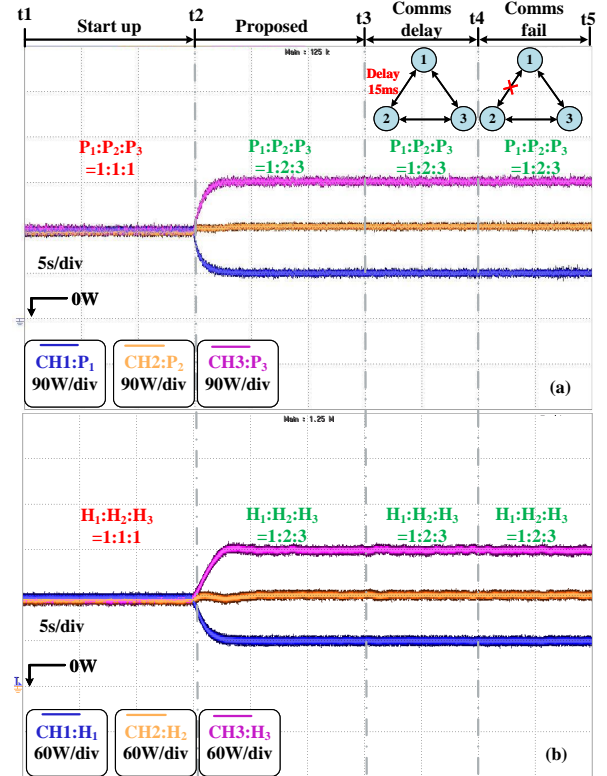 t1 t2 t3 t4 t5
Start up
Proposed
Comms delay
Comms fail
Main : 125 k
Delay 15ms
1
2
3
1
2
3
P₁:P₂:P₃
=1:1:1
P₁:P₂:P₃
=1:2:3
P₁:P₂:P₃
=1:2:3
P₁:P₂:P₃
=1:2:3
5s/div
0W
CH1:P₁
90W/div
CH2:P₂
90W/div
CH3:P₃
90W/div
(a)
Main : 1.25 M
H₁:H₂:H₃
=1:1:1
H₁:H₂:H₃
=1:2:3
H₁:H₂:H₃
=1:2:3
H₁:H₂:H₃
=1:2:3
5s/div
0W
CH1:H₁
60W/div
CH2:H₂
60W/div
CH3:H₃
60W/div
(b)